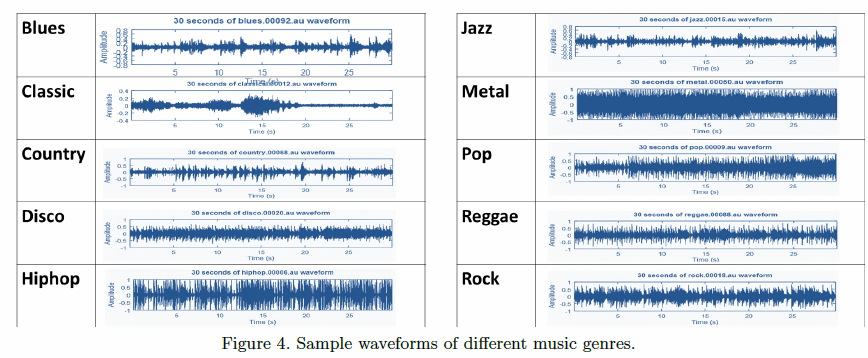 Blues
30 seconds of blues.00092.au waveform
Amplitude
5 10 15 20 25
Time (s)
Jazz
30 seconds of jazz.00015.au waveform
Amplitude
5 10 15 20 25
Time (s)
Classic
30 seconds of
00012.au waveform
Amplitude
0.4
0.2
0
-0.2
-0.4
5 10 15 20 25
Time (s)
Metal
30 seconds of metal.00050.au waveform
Amplitude
1
0.5
0
-0.5
-1
5 10 15 20 25
Time (s)
Country
30 seconds of country.00068.au waveform
Amplitude
1
0.5
0
-0.5
-1
5 10 15 20 25
Time (s)
Pop
30 seconds of pop.00009.au waveform
Amplitude
1
0.5
0
-0.5
-1
5 10 15 20 25
Time (s)
Disco
30 seconds of disco.00020.au waveform
Amplitude
1
0.5
0
-0.5
-1
5 10 15 20 25
Time (s)
Reggae
30 seconds of reggae.00088.au waveform
Amplitude
1
0.5
0
-0.5
-1
5 10 15 20 25
Time (s)
Hiphop
30 seconds of hiphop.00006.au waveform
Amplitude
1
0.5
0
-0.5
-1
5 10 15 20 25
Rock
30 seconds of rock.00018.au waveform
Amplitude
1
0.5
0
-0.5
-1
5 10 15 20 25
Figure 4. Sample waveforms of different music genres.